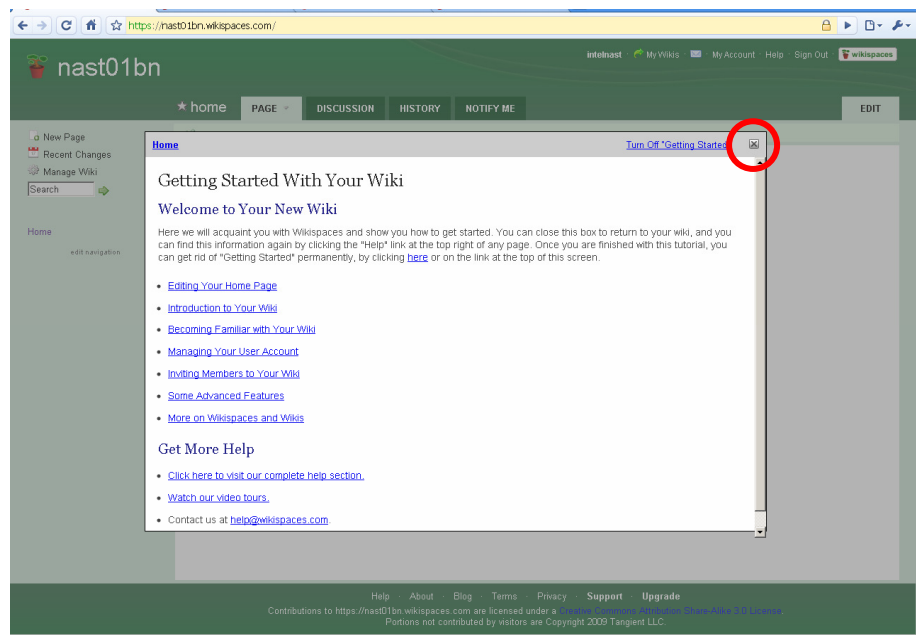 https://nast01bn.wikispaces.com/
nast01bn
intelnast · My Wikis · · My Account · Help · Sign Out · wikispaces
home PAGE DISCUSSION HISTORY NOTIFY ME EDIT
New Page
Recent Changes
Manage Wiki
Search
Home
edit navigation
Home Turn Off "Getting Started
Getting Started With Your Wiki
Welcome to Your New Wiki
Here we will acquaint you with Wikispaces and show you how to get started. You can close this box to return to your wiki, and you
can find this information again by clicking the "Help" link at the top right of any page. Once you are finished with this tutorial, you
can get rid of "Getting Started" permanently, by clicking here or on the link at the top of this screen.
• Editing Your Home Page
• Introduction to Your Wiki
• Becoming Familiar with Your Wiki
• Managing Your User Account
• Inviting Members to Your Wiki
• Some Advanced Features
• More on Wikispaces and Wikis
Get More Help
• Click here to visit our complete help section.
• Watch our video tours.
• Contact us at help@wikispaces.com.
Help · About · Blog · Terms · Privacy · Support · Upgrade
Contributions to https://nast01bn.wikispaces.com are licensed under a Creative Commons Attribution Share-Alike 3.0 License.
Portions not contributed by visitors are Copyright 2009 Tangient LLC.